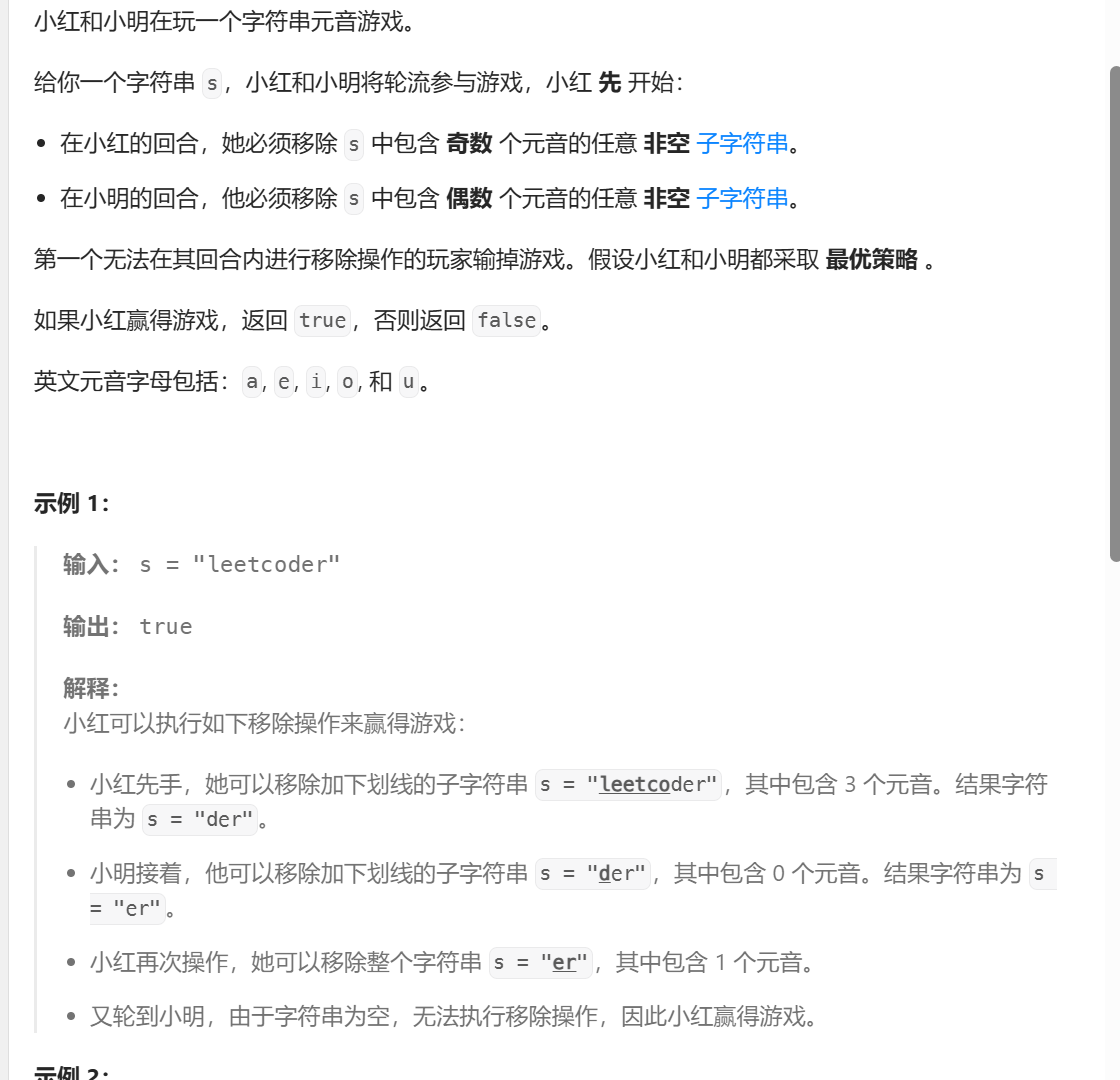 小红和小明在玩一个字符串元音游戏。
给你一个字符串 s，小红和小明将轮流参与游戏，小红 先 开始：
• 在小红的回合，她必须移除 s 中包含 奇数 个元音的任意 非空 子字符串。
• 在小明的回合，他必须移除 s 中包含 偶数 个元音的任意 非空 子字符串。
第一个无法在其回合内进行移除操作的玩家输掉游戏。假设小红和小明都采取 最优策略 。
如果小红赢得游戏，返回 true，否则返回 false。
英文元音字母包括：a, e, i, o, 和 u。
示例 1：
输入： s = "leetcoder"
输出： true
解释：
小红可以执行如下移除操作来赢得游戏：
• 小红先手，她可以移除加下划线的子字符串 s = "leetcoder"，其中包含 3 个元音。结果字符
串为 s = "der"。
• 小明接着，他可以移除加下划线的子字符串 s = "der"，其中包含 0 个元音。结果字符串为 s
= "er"。
• 小红再次操作，她可以移除整个字符串 s = "er"，其中包含 1 个元音。
• 又轮到小明，由于字符串为空，无法执行移除操作，因此小红赢得游戏。
示例 2：